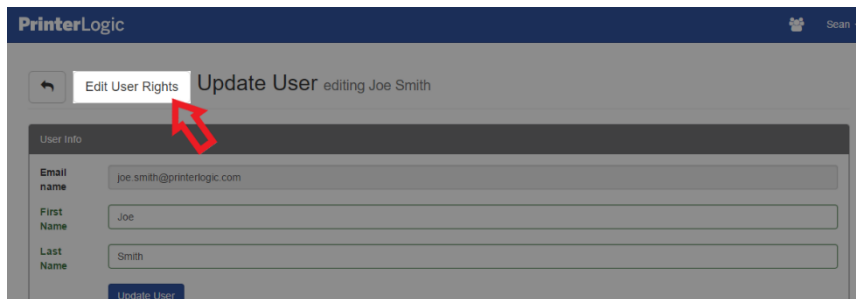 PrinterLogic
Sean
Edit User Rights Update User editing Joe Smith
User Info
Email name joe.smith@printerlogic.com
First Name Joe
Last Name Smith
Update User